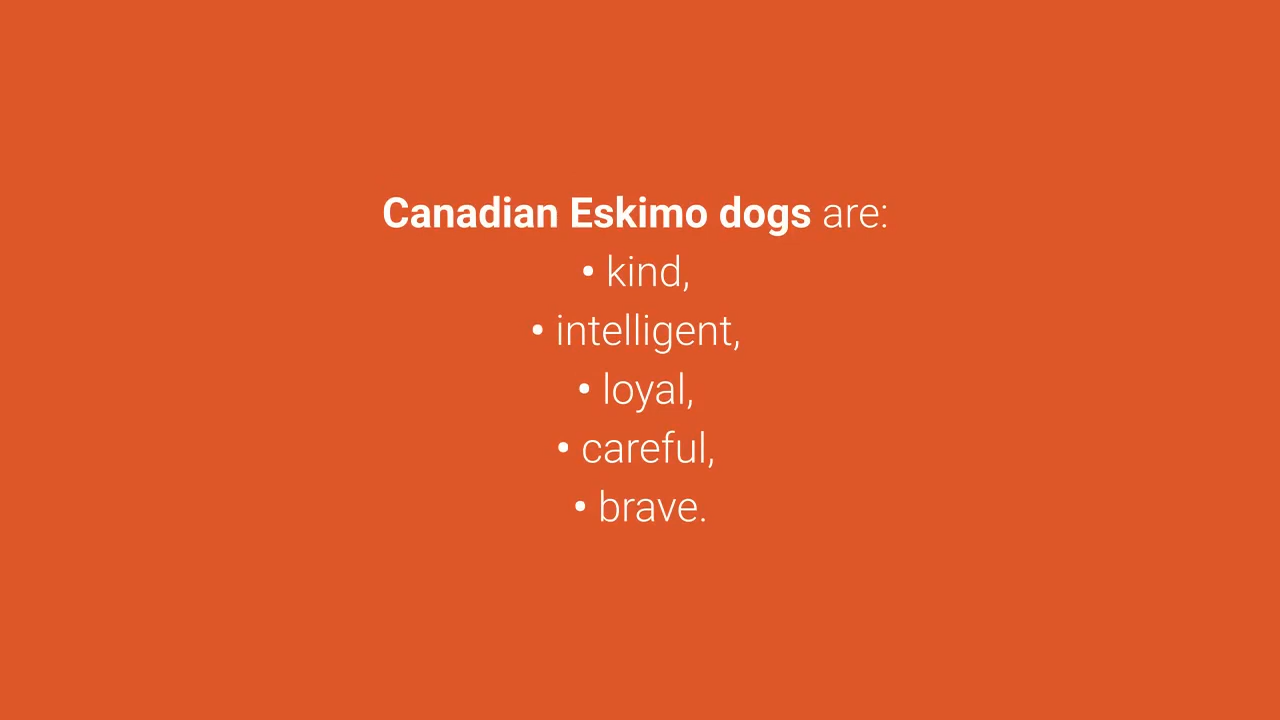 Canadian Eskimo dogs are:
• kind,
• intelligent,
• loyal,
• careful,
• brave.